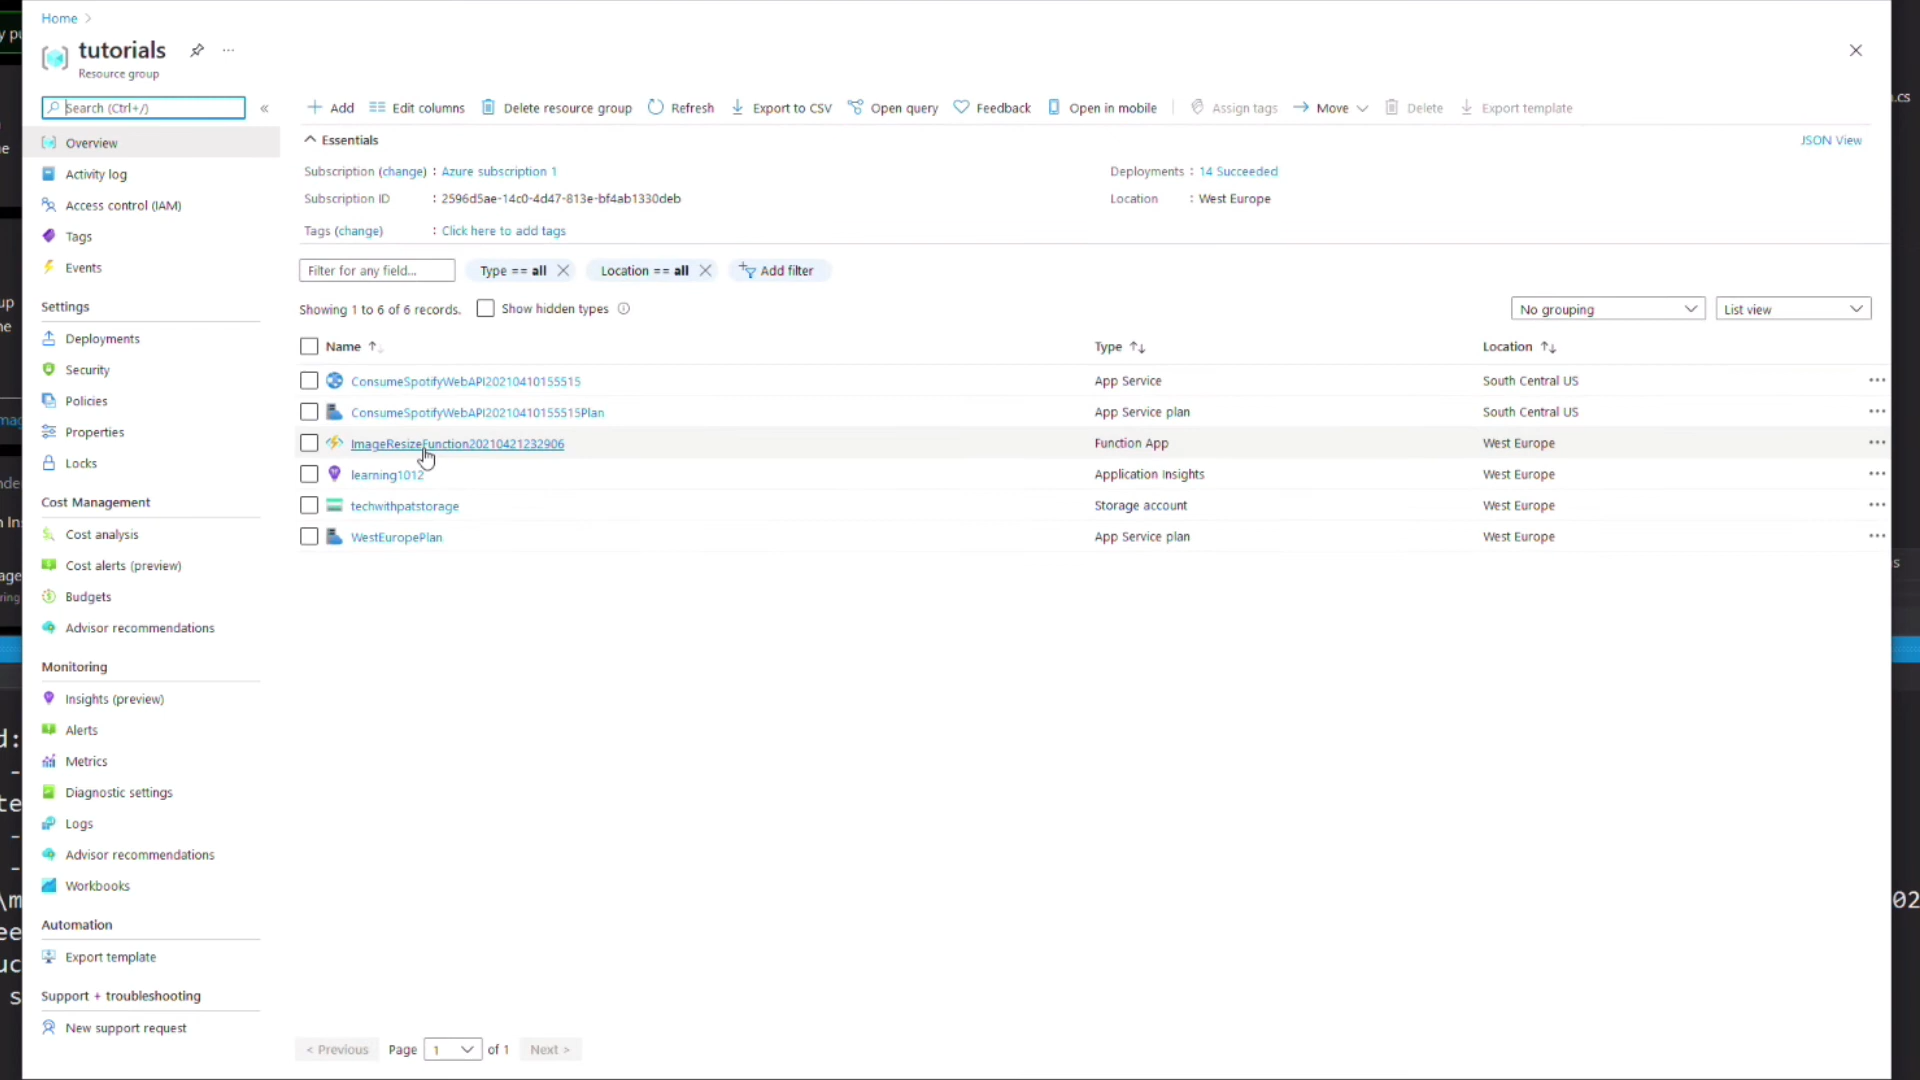 Home
tutorials
Resource group
Search (Ctrl+/)
Overview
Activity log
Access control (IAM)
Tags
Events
Settings
Deployments
Security
Policies
Properties
Locks
Cost Management
Cost analysis
Cost alerts (preview)
Budgets
Advisor recommendations
Monitoring
Insights (preview)
Alerts
Metrics
Diagnostic settings
Logs
Advisor recommendations
Workbooks
Automation
Export template
Support + troubleshooting
New support request
Add Edit columns Delete resource group Refresh Export to CSV Open query Feedback Open in mobile Assign tags Move Delete Export template
Essentials JSON View
Subscription (change) : Azure subscription 1 Deployments : 14 Succeeded
Subscription ID : 2596d5ae-14c0-4d47-813e-bf4ab1330deb Location : West Europe
Tags (change) : Click here to add tags
Filter for any field... Type == all Location == all Add filter
Showing 1 to 6 of 6 records. Show hidden types No grouping List view
Name Type Location
ConsumeSpotifyWebAPI20210410155515 App Service South Central US
ConsumeSpotifyWebAPI20210410155515Plan App Service plan South Central US
ImageResizeFunction20210421232906 Function App West Europe
learning1012 Application Insights West Europe
techwithpatstorage Storage account West Europe
WestEuropePlan App Service plan West Europe
< Previous Page 1 of 1 Next >
.cs
02